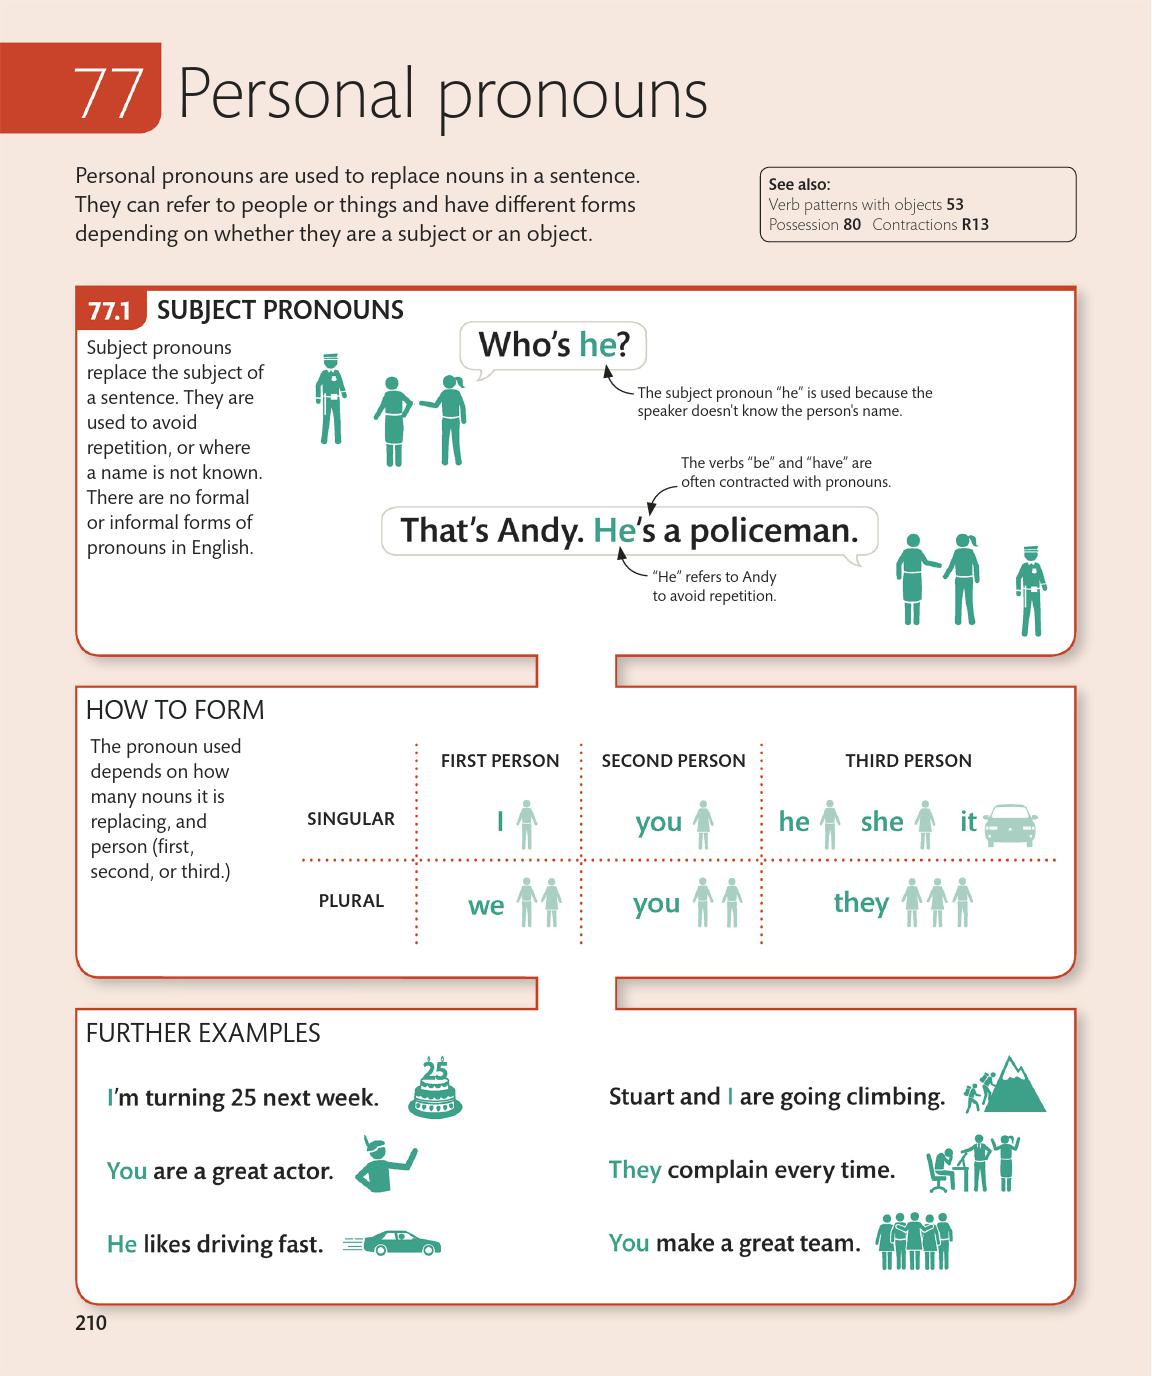 77 Personal pronouns
Personal pronouns are used to replace nouns in a sentence.
They can refer to people or things and have different forms
depending on whether they are a subject or an object.
See also:
Verb patterns with objects 53
Possession 80 Contractions R13
77.1 SUBJECT PRONOUNS
Subject pronouns
replace the subject of
a sentence. They are
used to avoid
repetition, or where
a name is not known.
There are no formal
or informal forms of
pronouns in English.
Who's he?
The subject pronoun “he” is used because the
speaker doesn't know the person's name.
The verbs “be” and “have” are
often contracted with pronouns.
That's Andy. He's a policeman.
“He” refers to Andy
to avoid repetition.
HOW TO FORM
The pronoun used
depends on how
many nouns it is
replacing, and
person (first,
second, or third.)
FIRST PERSON SECOND PERSON THIRD PERSON
SINGULAR I you he she it
PLURAL we you they
FURTHER EXAMPLES
I'm turning 25 next week.
25
You are a great actor.
He likes driving fast.
Stuart and I are going climbing.
They complain every time.
You make a great team.
210